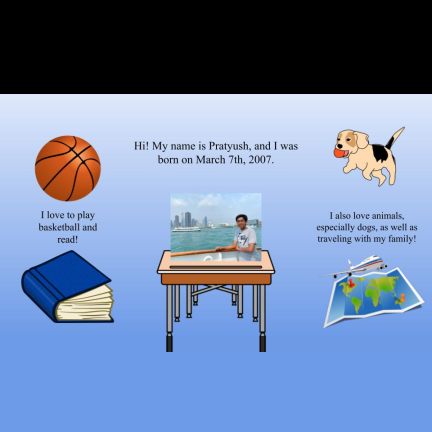 Hi! My name is Pratyush, and I was
born on March 7th, 2007.
I love to play
basketball and
read!
I also love animals,
especially dogs, as well as
traveling with my family!